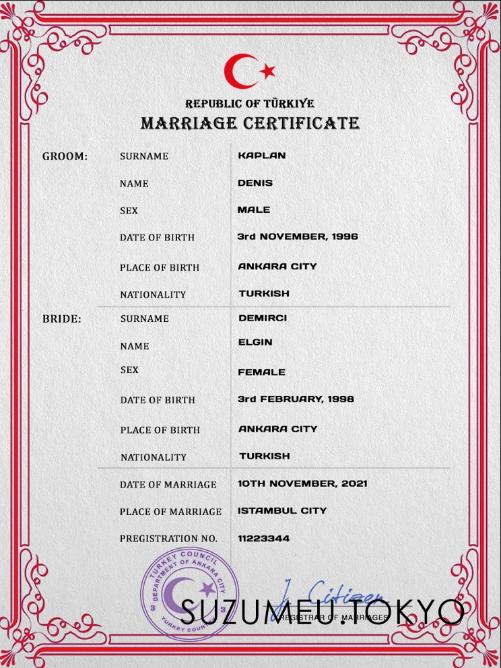 REPUBLIC OF TÜRKIYE
MARRIAGE CERTIFICATE
GROOM: SURNAME KAPLAN
NAME DENIS
SEX MALE
DATE OF BIRTH 3rd NOVEMBER, 1996
PLACE OF BIRTH ANKARA CITY
NATIONALITY TURKISH
BRIDE: SURNAME DEMIRCI
NAME ELGIN
SEX FEMALE
DATE OF BIRTH 3rd FEBRUARY, 1998
PLACE OF BIRTH ANKARA CITY
NATIONALITY TURKISH
DATE OF MARRIAGE 10TH NOVEMBER, 2021
PLACE OF MARRIAGE ISTAMBUL CITY
PREGISTRATION NO. 11223344
TURKEY COUNCIL
DEPARTMENT OF ANKARA CITY
J. Citizen
SUZUMEU.TOKYO
REGISTRAR OF MARRIAGES